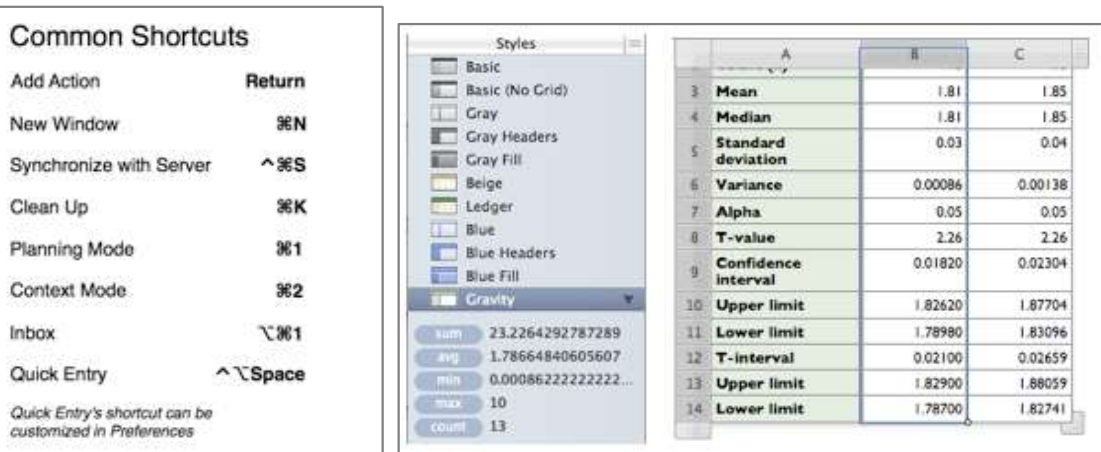 Common Shortcuts
Add Action Return
New Window ⌘N
Synchronize with Server ^⌘S
Clean Up ⌘K
Planning Mode ⌘1
Context Mode ⌘2
Inbox ⌥⌘1
Quick Entry ^⌥Space
Quick Entry's shortcut can be
customized in Preferences
Styles
Basic
Basic (No Grid)
Gray
Gray Headers
Gray Fill
Beige
Ledger
Blue
Blue Headers
Blue Fill
Gravity
sum 23.2264292787289
avg 1.78664840605607
min 0.00086222222222...
max 10
count 13
A B C
3 Mean 1.81 1.85
4 Median 1.81 1.85
5 Standard deviation 0.03 0.04
6 Variance 0.00086 0.00138
7 Alpha 0.05 0.05
8 T-value 2.26 2.26
9 Confidence interval 0.01820 0.02304
10 Upper limit 1.82620 1.87704
11 Lower limit 1.78980 1.83096
12 T-interval 0.02100 0.02659
13 Upper limit 1.82900 1.88059
14 Lower limit 1.78700 1.82741